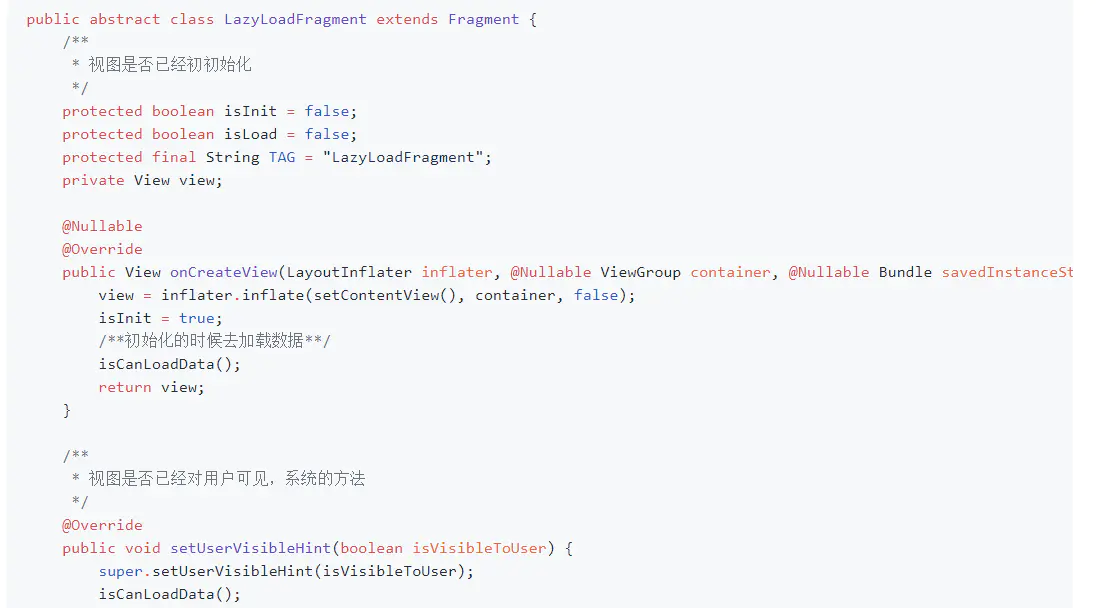 public abstract class LazyLoadFragment extends Fragment {
    /**
     * 视图是否已经初初始化
     */
    protected boolean isInit = false;
    protected boolean isLoad = false;
    protected final String TAG = "LazyLoadFragment";
    private View view;

    @Nullable
    @Override
    public View onCreateView(LayoutInflater inflater, @Nullable ViewGroup container, @Nullable Bundle savedInstanceSt
        view = inflater.inflate(setContentView(), container, false);
        isInit = true;
        /**初始化的时候去加载数据**/
        isCanLoadData();
        return view;
    }

    /**
     * 视图是否已经对用户可见，系统的方法
     */
    @Override
    public void setUserVisibleHint(boolean isVisibleToUser) {
        super.setUserVisibleHint(isVisibleToUser);
        isCanLoadData();